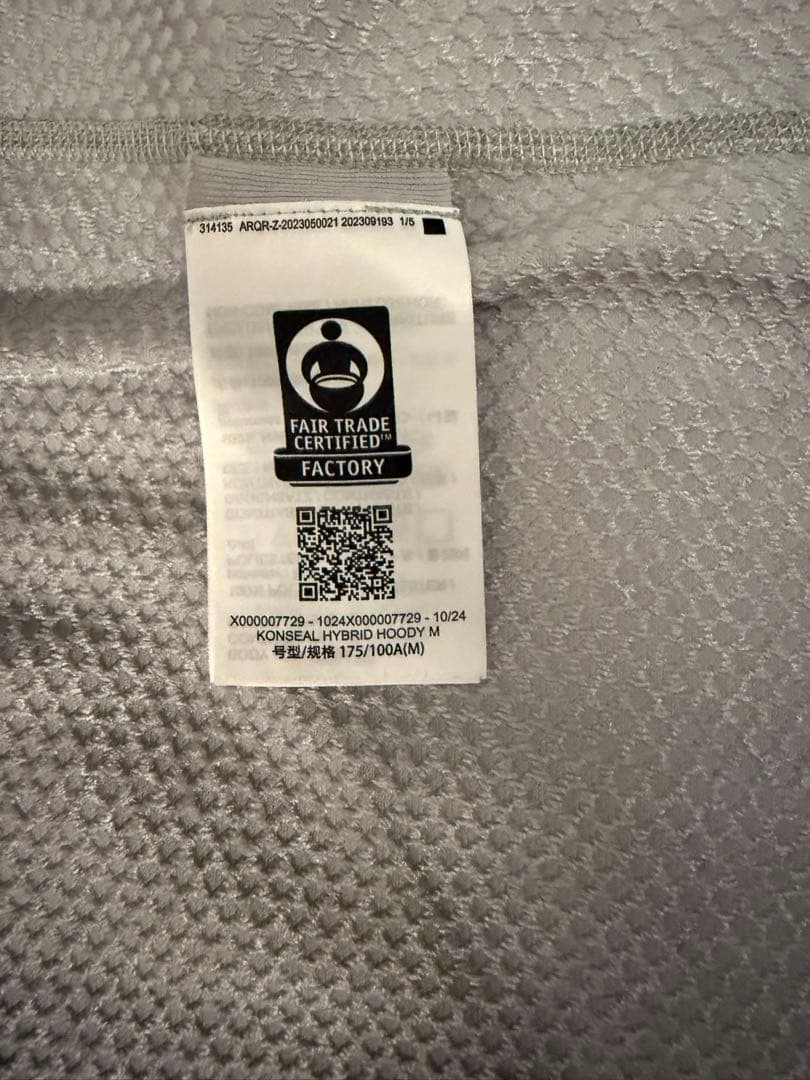 314135 ARQR-Z-2023050021 202309193 1/5
FAIR TRADE
CERTIFIED™
FACTORY
X000007729 - 1024X000007729 - 10/24
KONSEAL HYBRID HOODY M
号型/规格 175/100A(M)